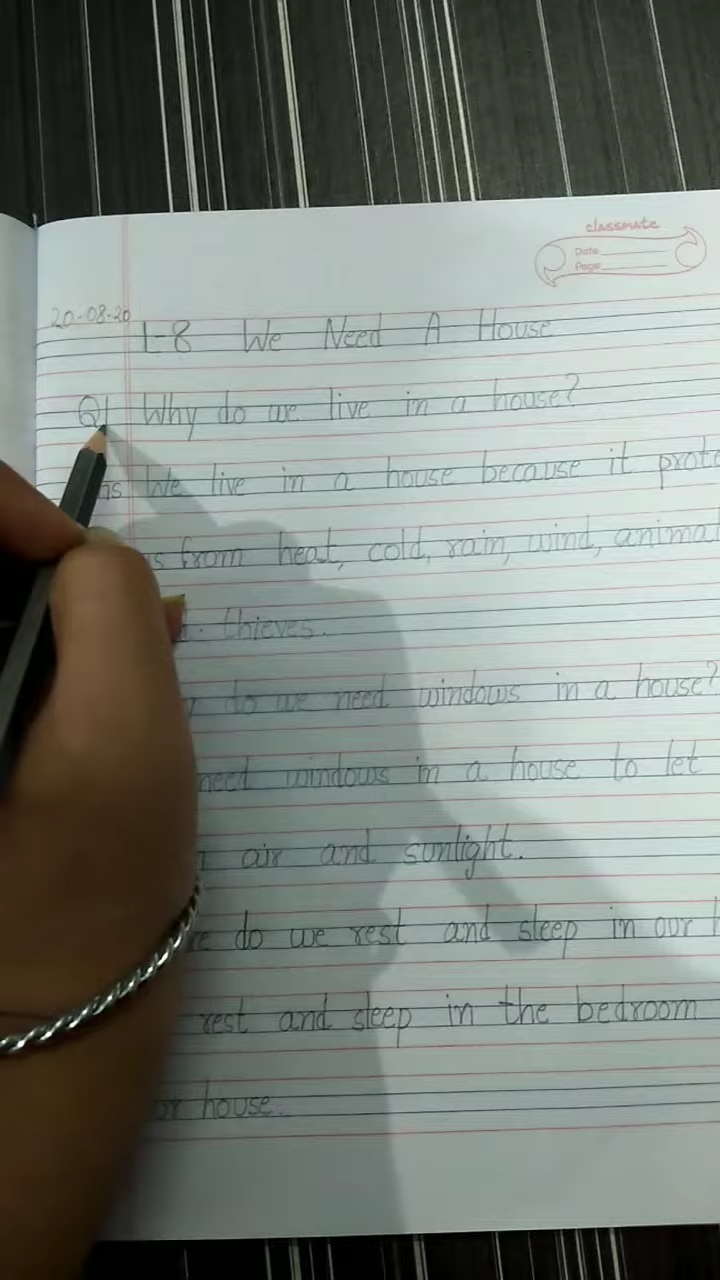 classmate
Date
Page
20-08-20
L-8 We Need A House
Q1 Why do we live in a house?
We live in a house because it
from heat, cold, rain, wind,
thieves.
do we need windows in a house?
need windows in a house to let
air and sunlight.
do we rest and sleep in our
rest and sleep in the bedroom
house.